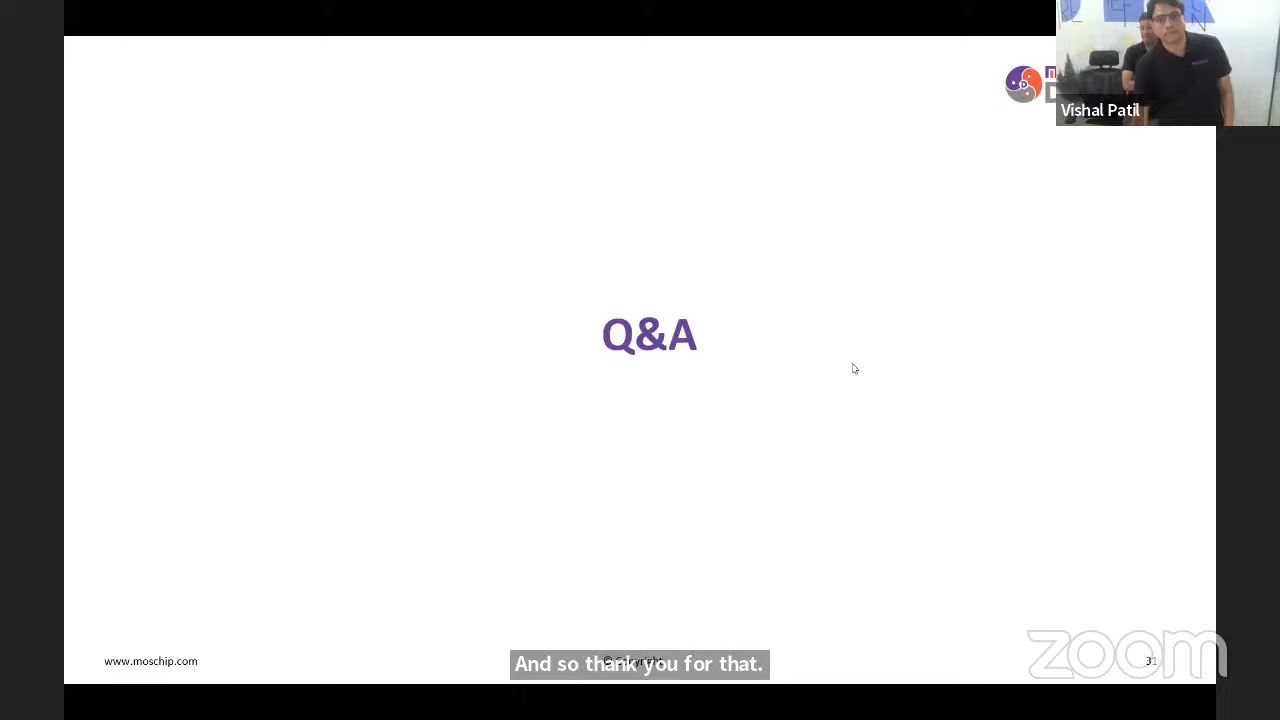 Vishal Patil
Q&A
www.moschip.com
And so thank you for that.
31
zoom